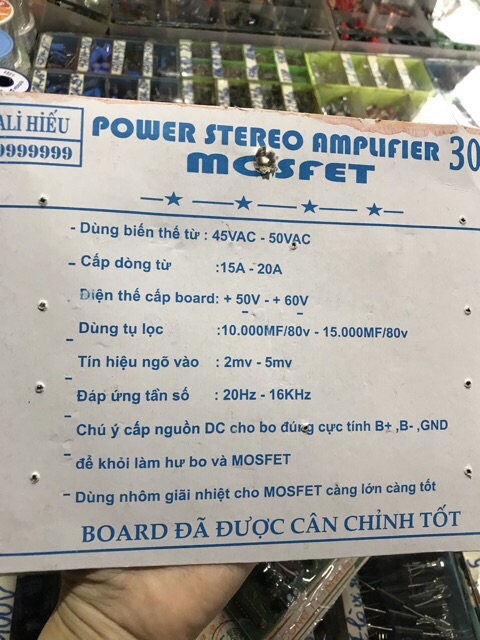 ALÌ HIẾU
9999999
POWER STEREO AMPLIFIER 30
MOSFET
- Dùng biến thế từ : 45VAC - 50VAC
- Cấp dòng từ :15A - 20A
Điện thế cấp board: + 50V - + 60V
- Dùng tụ lọc :10.000MF/80v - 15.000MF/80v
- Tín hiệu ngõ vào : 2mv - 5mv
- Đáp ứng tần số : 20Hz - 16KHz
- Chú ý cấp nguồn DC cho bo đúng cực tính B+ ,B- ,GND
để khỏi làm hư bo và MOSFET
- Dùng nhôm giãi nhiệt cho MOSFET càng lớn càng tốt
BOARD ĐÃ ĐƯỢC CÂN CHỈNH TỐT